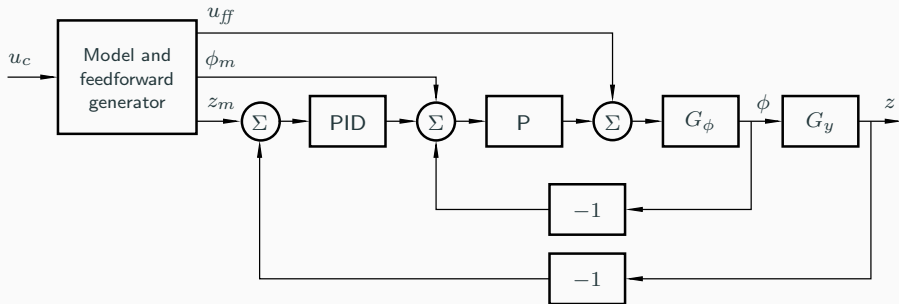 u_ff
u_c
Model and
feedforward
generator
ϕ_m
z_m
Σ
PID
Σ
P
Σ
G_ϕ
ϕ
G_y
z
−1
−1